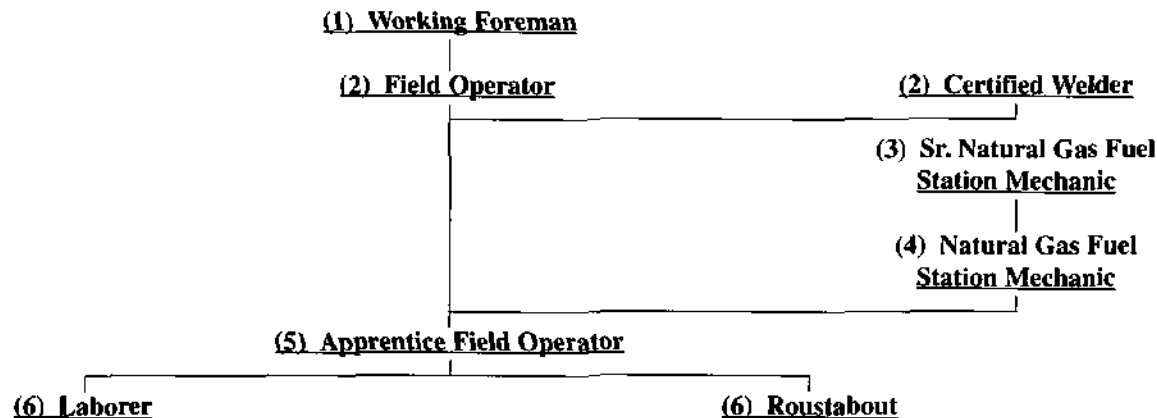 (1) Working Foreman
(2) Field Operator
(2) Certified Welder
(3) Sr. Natural Gas Fuel
Station Mechanic
(4) Natural Gas Fuel
Station Mechanic
(5) Apprentice Field Operator
(6) Laborer
(6) Roustabout